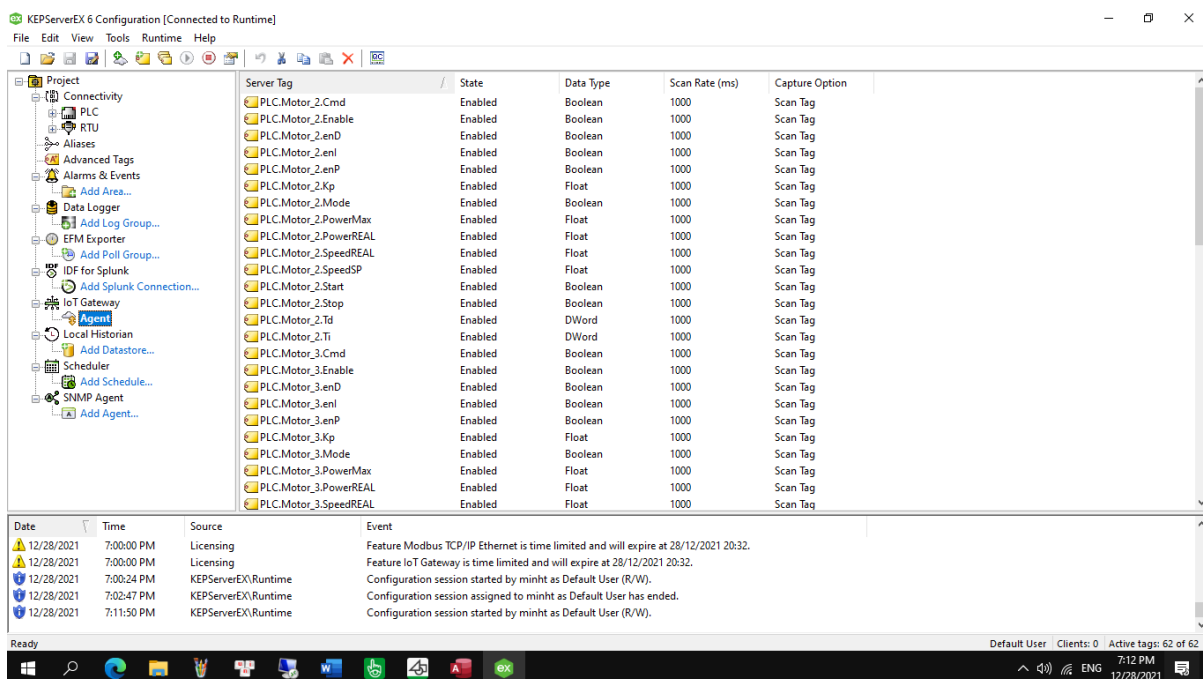 KEPServerEX 6 Configuration [Connected to Runtime]
File Edit View Tools Runtime Help
Project
Connectivity
PLC
RTU
Aliases
Advanced Tags
Alarms & Events
Add Area...
Data Logger
Add Log Group...
EFM Exporter
Add Poll Group...
IDF for Splunk
Add Splunk Connection...
IoT Gateway
Agent
Local Historian
Add Datastore...
Scheduler
Add Schedule...
SNMP Agent
Add Agent...
Server Tag State Data Type Scan Rate (ms) Capture Option
PLC.Motor_2.Cmd Enabled Boolean 1000 Scan Tag
PLC.Motor_2.Enable Enabled Boolean 1000 Scan Tag
PLC.Motor_2.enD Enabled Boolean 1000 Scan Tag
PLC.Motor_2.enI Enabled Boolean 1000 Scan Tag
PLC.Motor_2.enP Enabled Boolean 1000 Scan Tag
PLC.Motor_2.Kp Enabled Float 1000 Scan Tag
PLC.Motor_2.Mode Enabled Boolean 1000 Scan Tag
PLC.Motor_2.PowerMax Enabled Float 1000 Scan Tag
PLC.Motor_2.PowerREAL Enabled Float 1000 Scan Tag
PLC.Motor_2.SpeedREAL Enabled Float 1000 Scan Tag
PLC.Motor_2.SpeedSP Enabled Float 1000 Scan Tag
PLC.Motor_2.Start Enabled Boolean 1000 Scan Tag
PLC.Motor_2.Stop Enabled Boolean 1000 Scan Tag
PLC.Motor_2.Td Enabled DWord 1000 Scan Tag
PLC.Motor_2.Ti Enabled DWord 1000 Scan Tag
PLC.Motor_3.Cmd Enabled Boolean 1000 Scan Tag
PLC.Motor_3.Enable Enabled Boolean 1000 Scan Tag
PLC.Motor_3.enD Enabled Boolean 1000 Scan Tag
PLC.Motor_3.enI Enabled Boolean 1000 Scan Tag
PLC.Motor_3.enP Enabled Boolean 1000 Scan Tag
PLC.Motor_3.Kp Enabled Float 1000 Scan Tag
PLC.Motor_3.Mode Enabled Boolean 1000 Scan Tag
PLC.Motor_3.PowerMax Enabled Float 1000 Scan Tag
PLC.Motor_3.PowerREAL Enabled Float 1000 Scan Tag
PLC.Motor_3.SpeedREAL Enabled Float 1000 Scan Tag
Date Time Source Event
12/28/2021 7:00:00 PM Licensing Feature Modbus TCP/IP Ethernet is time limited and will expire at 28/12/2021 20:32.
12/28/2021 7:00:00 PM Licensing Feature IoT Gateway is time limited and will expire at 28/12/2021 20:32.
12/28/2021 7:00:24 PM KEPServerEX\Runtime Configuration session started by minht as Default User (R/W).
12/28/2021 7:02:47 PM KEPServerEX\Runtime Configuration session assigned to minht as Default User has ended.
12/28/2021 7:11:50 PM KEPServerEX\Runtime Configuration session started by minht as Default User (R/W).
Ready Default User Clients: 0 Active tags: 62 of 62
ENG 7:12 PM
12/28/2021